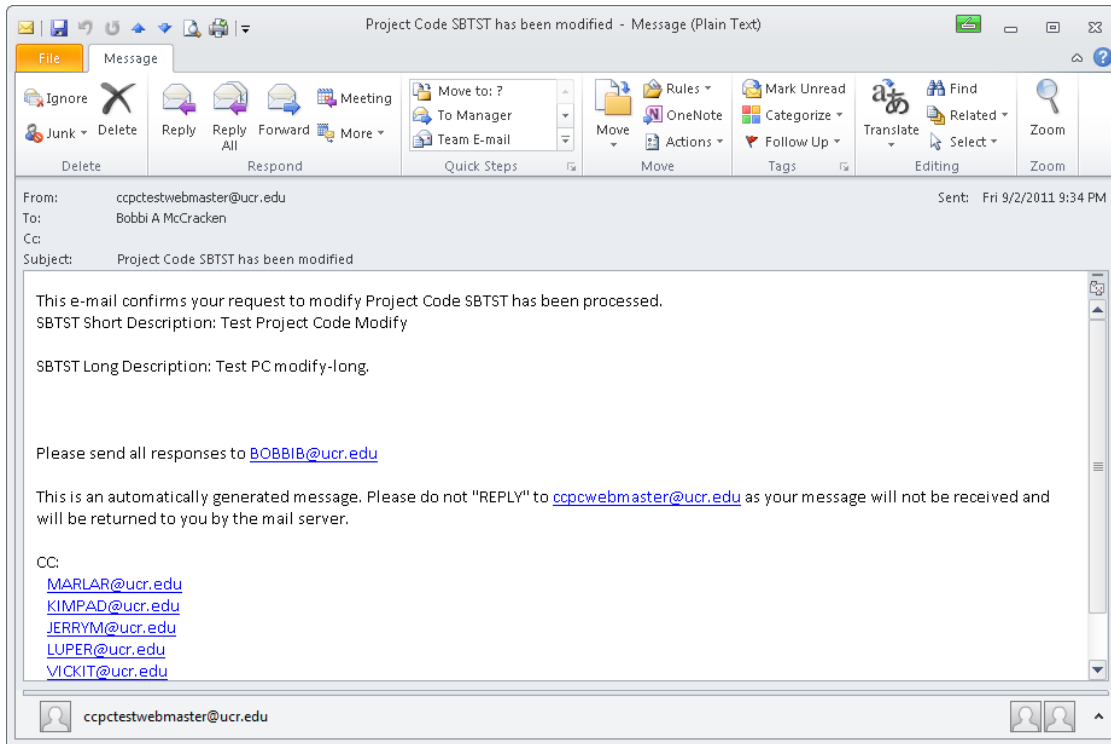 Project Code SBTST has been modified - Message (Plain Text)
File Message
Ignore
Junk
Delete
Reply
Reply All
Forward
Meeting
More
Move to: ?
To Manager
Team E-mail
Move
Rules
OneNote
Actions
Mark Unread
Categorize
Follow Up
Translate
Find
Related
Select
Zoom
Delete Respond Quick Steps Move Tags Editing Zoom
From: ccpctestwebmaster@ucr.edu Sent: Fri 9/2/2011 9:34 PM
To: Bobbi A McCracken
Cc:
Subject: Project Code SBTST has been modified
This e-mail confirms your request to modify Project Code SBTST has been processed.
SBTST Short Description: Test Project Code Modify
SBTST Long Description: Test PC modify-long.
Please send all responses to BOBBIB@ucr.edu
This is an automatically generated message. Please do not "REPLY" to ccpcwebmaster@ucr.edu as your message will not be received and
will be returned to you by the mail server.
CC:
MARLAR@ucr.edu
KIMPAD@ucr.edu
JERRYM@ucr.edu
LUPER@ucr.edu
VICKIT@ucr.edu
ccpctestwebmaster@ucr.edu